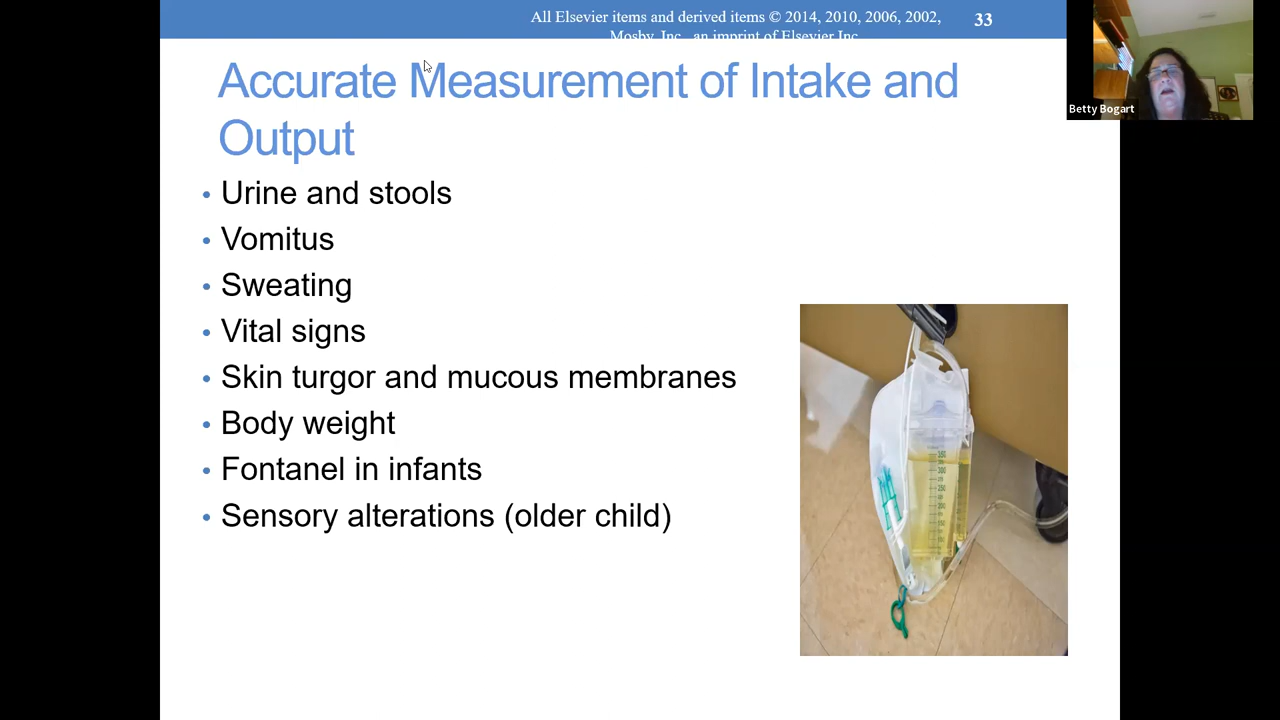 All Elsevier items and derived items © 2014, 2010, 2006, 2002,
Mosby, Inc., an imprint of Elsevier Inc.
33
Betty Bogart
Accurate Measurement of Intake and
Output
• Urine and stools
• Vomitus
• Sweating
• Vital signs
• Skin turgor and mucous membranes
• Body weight
• Fontanel in infants
• Sensory alterations (older child)